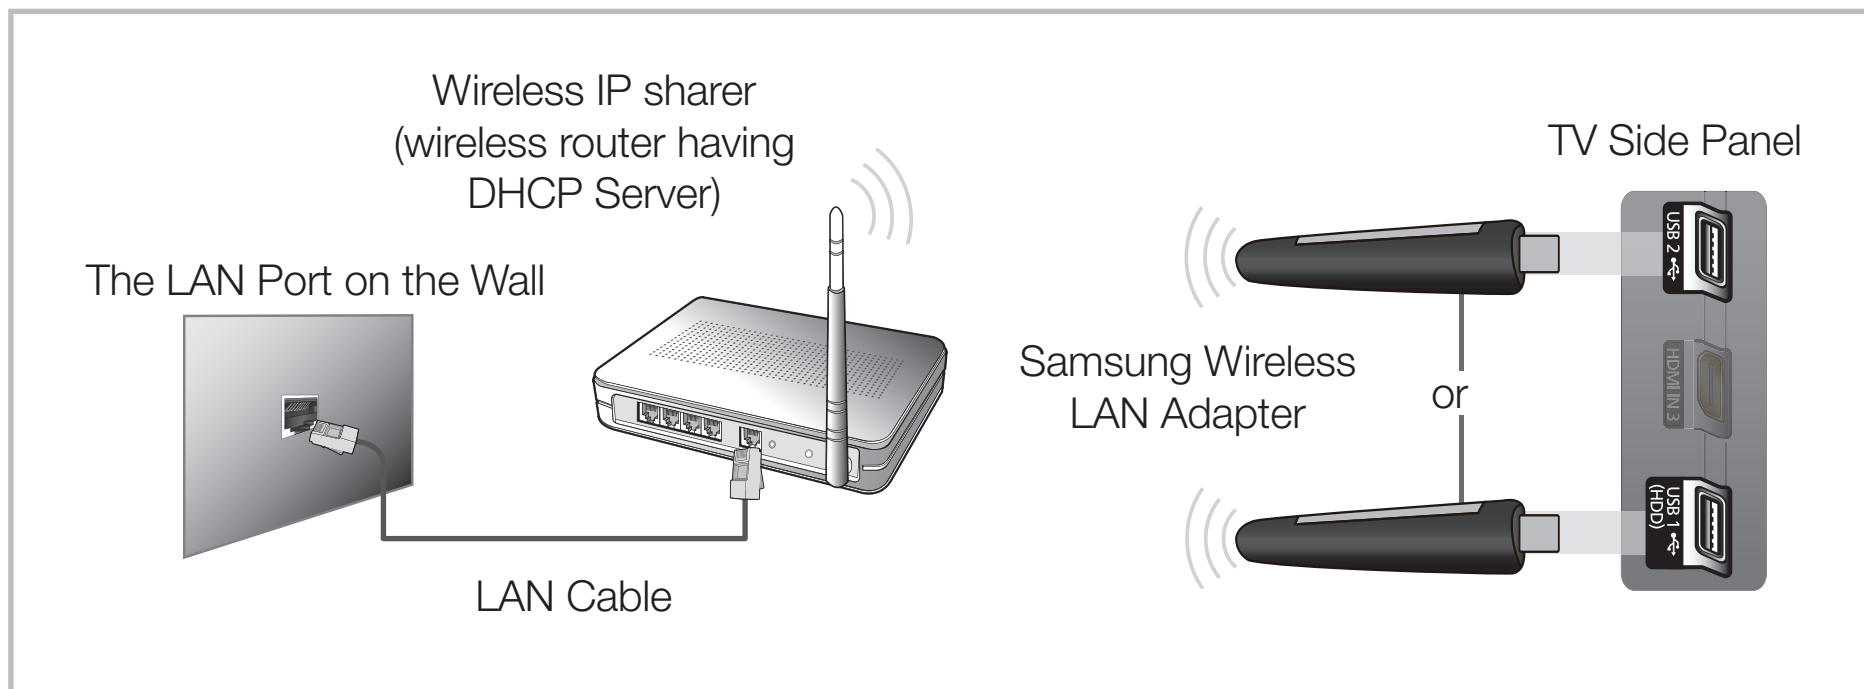 Wireless IP sharer
(wireless router having
DHCP Server)
TV Side Panel
The LAN Port on the Wall
USB 2
Samsung Wireless
LAN Adapter
or
HDMI IN 3
USB 1
(HDD)
LAN Cable